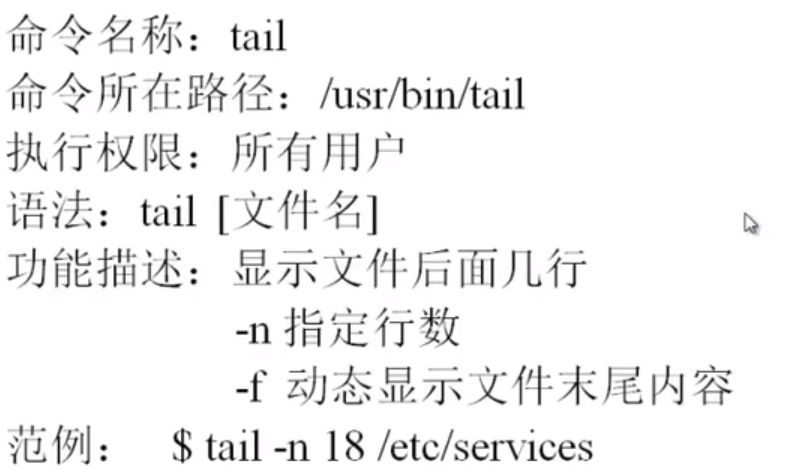 命令名称：tail
命令所在路径：/usr/bin/tail
执行权限：所有用户
语法：tail [文件名]
功能描述：显示文件后面几行
-n 指定行数
-f 动态显示文件末尾内容
范例： $ tail -n 18 /etc/services